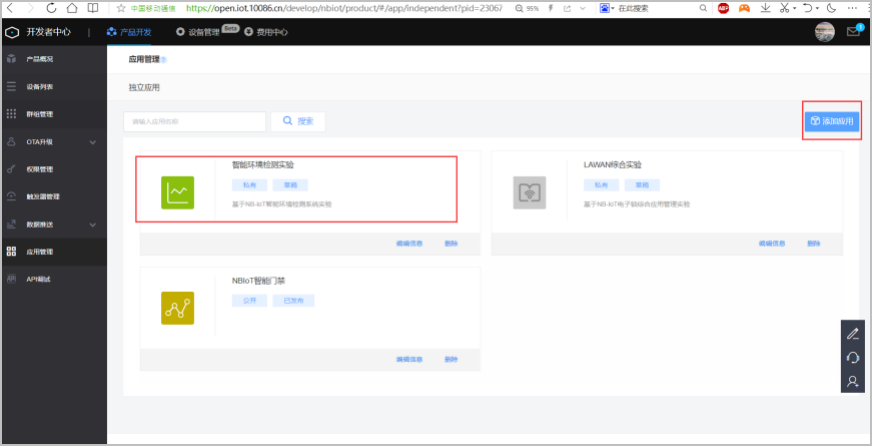 中国移动通信 https://open.iot.10086.cn/develop/nbiot/product/#/app/independent?pid=2306 95% 在此搜索
开发者中心 | 产品开发 设备管理 Beta 费用中心 1
产品概况
设备列表
群组管理
OTA升级
权限管理
触发器管理
数据推送
应用管理
API调试
应用管理
独立应用
请输入应用名称 搜索 添加应用
智能环境检测实验
私有 草稿
基于NB-IoT智能环境检测系统实验
编辑信息 删除
LAWAN综合实验
私有 草稿
基于NB-IoT电子锁综合应用管理实验
编辑信息 删除
NBIoT智能门禁
公开 已发布
编辑信息 删除